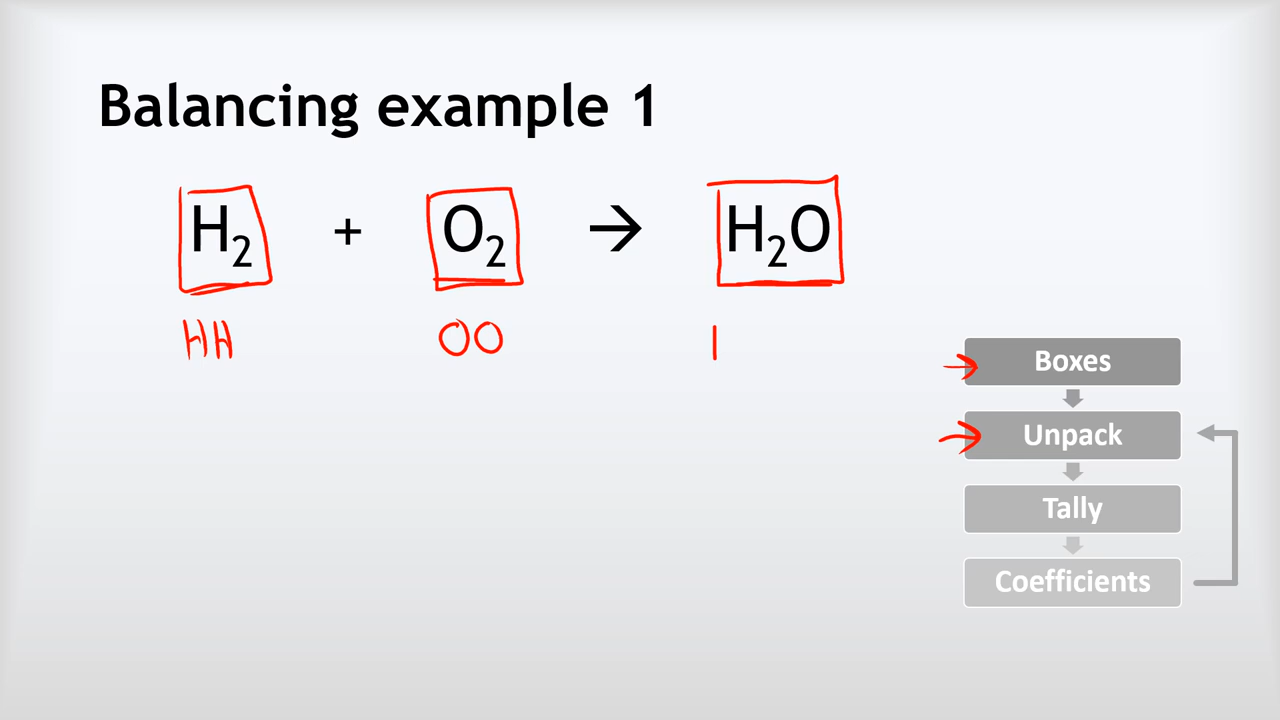 Balancing example 1
H₂ + O₂ → H₂O
HH OO I
Boxes
Unpack
Tally
Coefficients